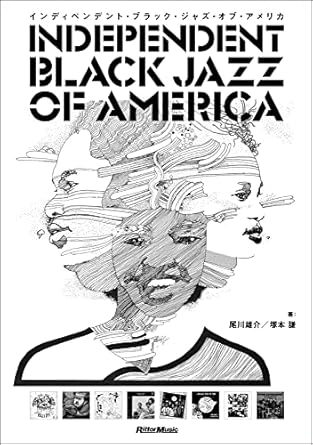 インディペンデント・ブラック・ジャズ・オブ・アメリカ
INDEPENDENT
BLACK JAZZ
OF AMERICA
著:
尾川雄介/塚本謙
Rittor Music